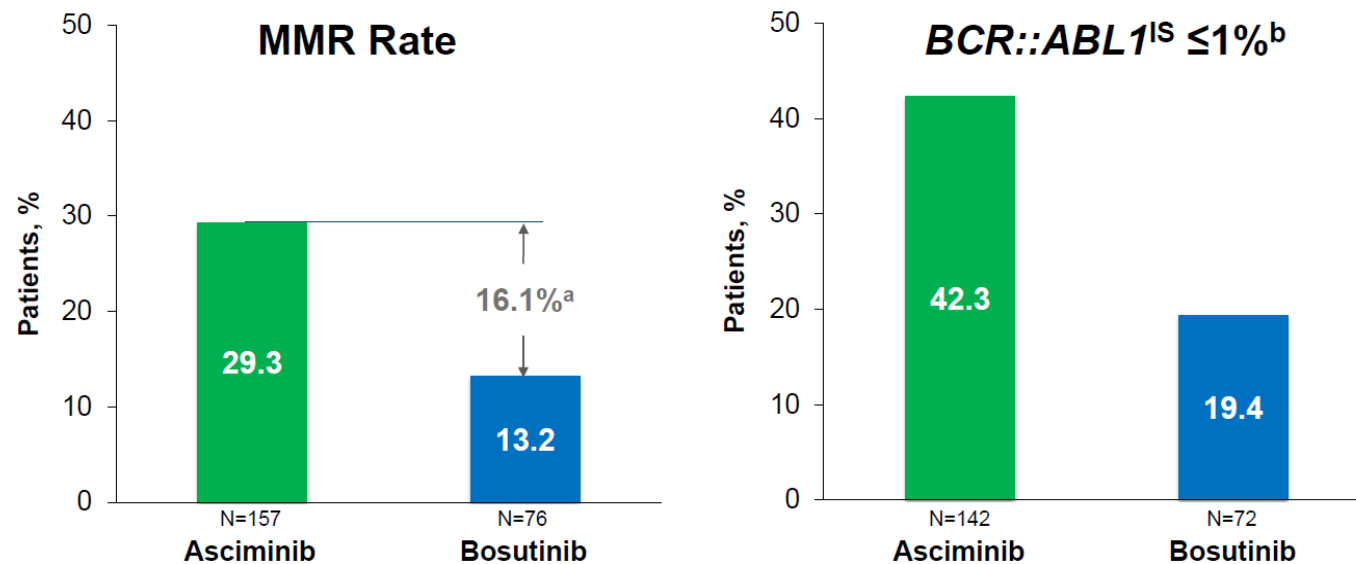 MMR Rate
Patients, %
50
40
30
20
10
0
16.1%ᵃ
29.3
13.2
N=157
N=76
Asciminib
Bosutinib
BCR::ABL1ᴵˢ ≤1%ᵇ
Patients, %
50
40
30
20
10
0
42.3
19.4
N=142
N=72
Asciminib
Bosutinib